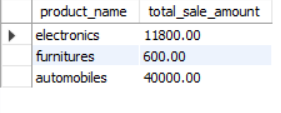 product_name total_sale_amount
electronics 11800.00
furnitures 600.00
automobiles 40000.00